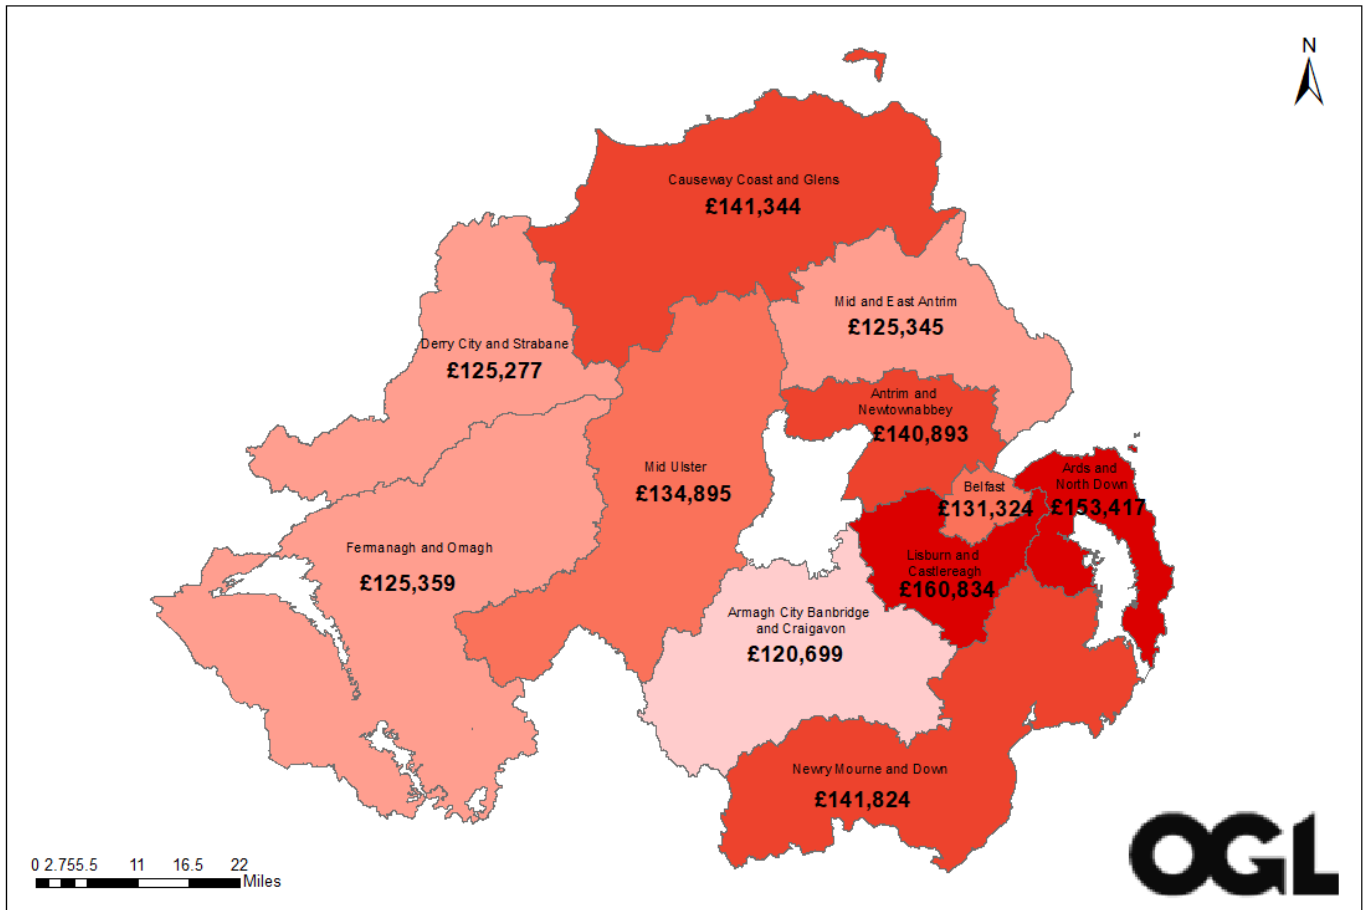 N
Causeway Coast and Glens
£141,344
Mid and East Antrim
£125,345
Derry City and Strabane
£125,277
Antrim and
Newtownabbey
£140,893
Mid Ulster
£134,895
Belfast
£131,324
Ards and
North Down
£153,417
Fermanagh and Omagh
£125,359
Lisburn and
Castlereagh
£160,834
Armagh City Banbridge
and Craigavon
£120,699
Newry Mourne and Down
£141,824
0 2.755.5 11 16.5 22
Miles
OGL